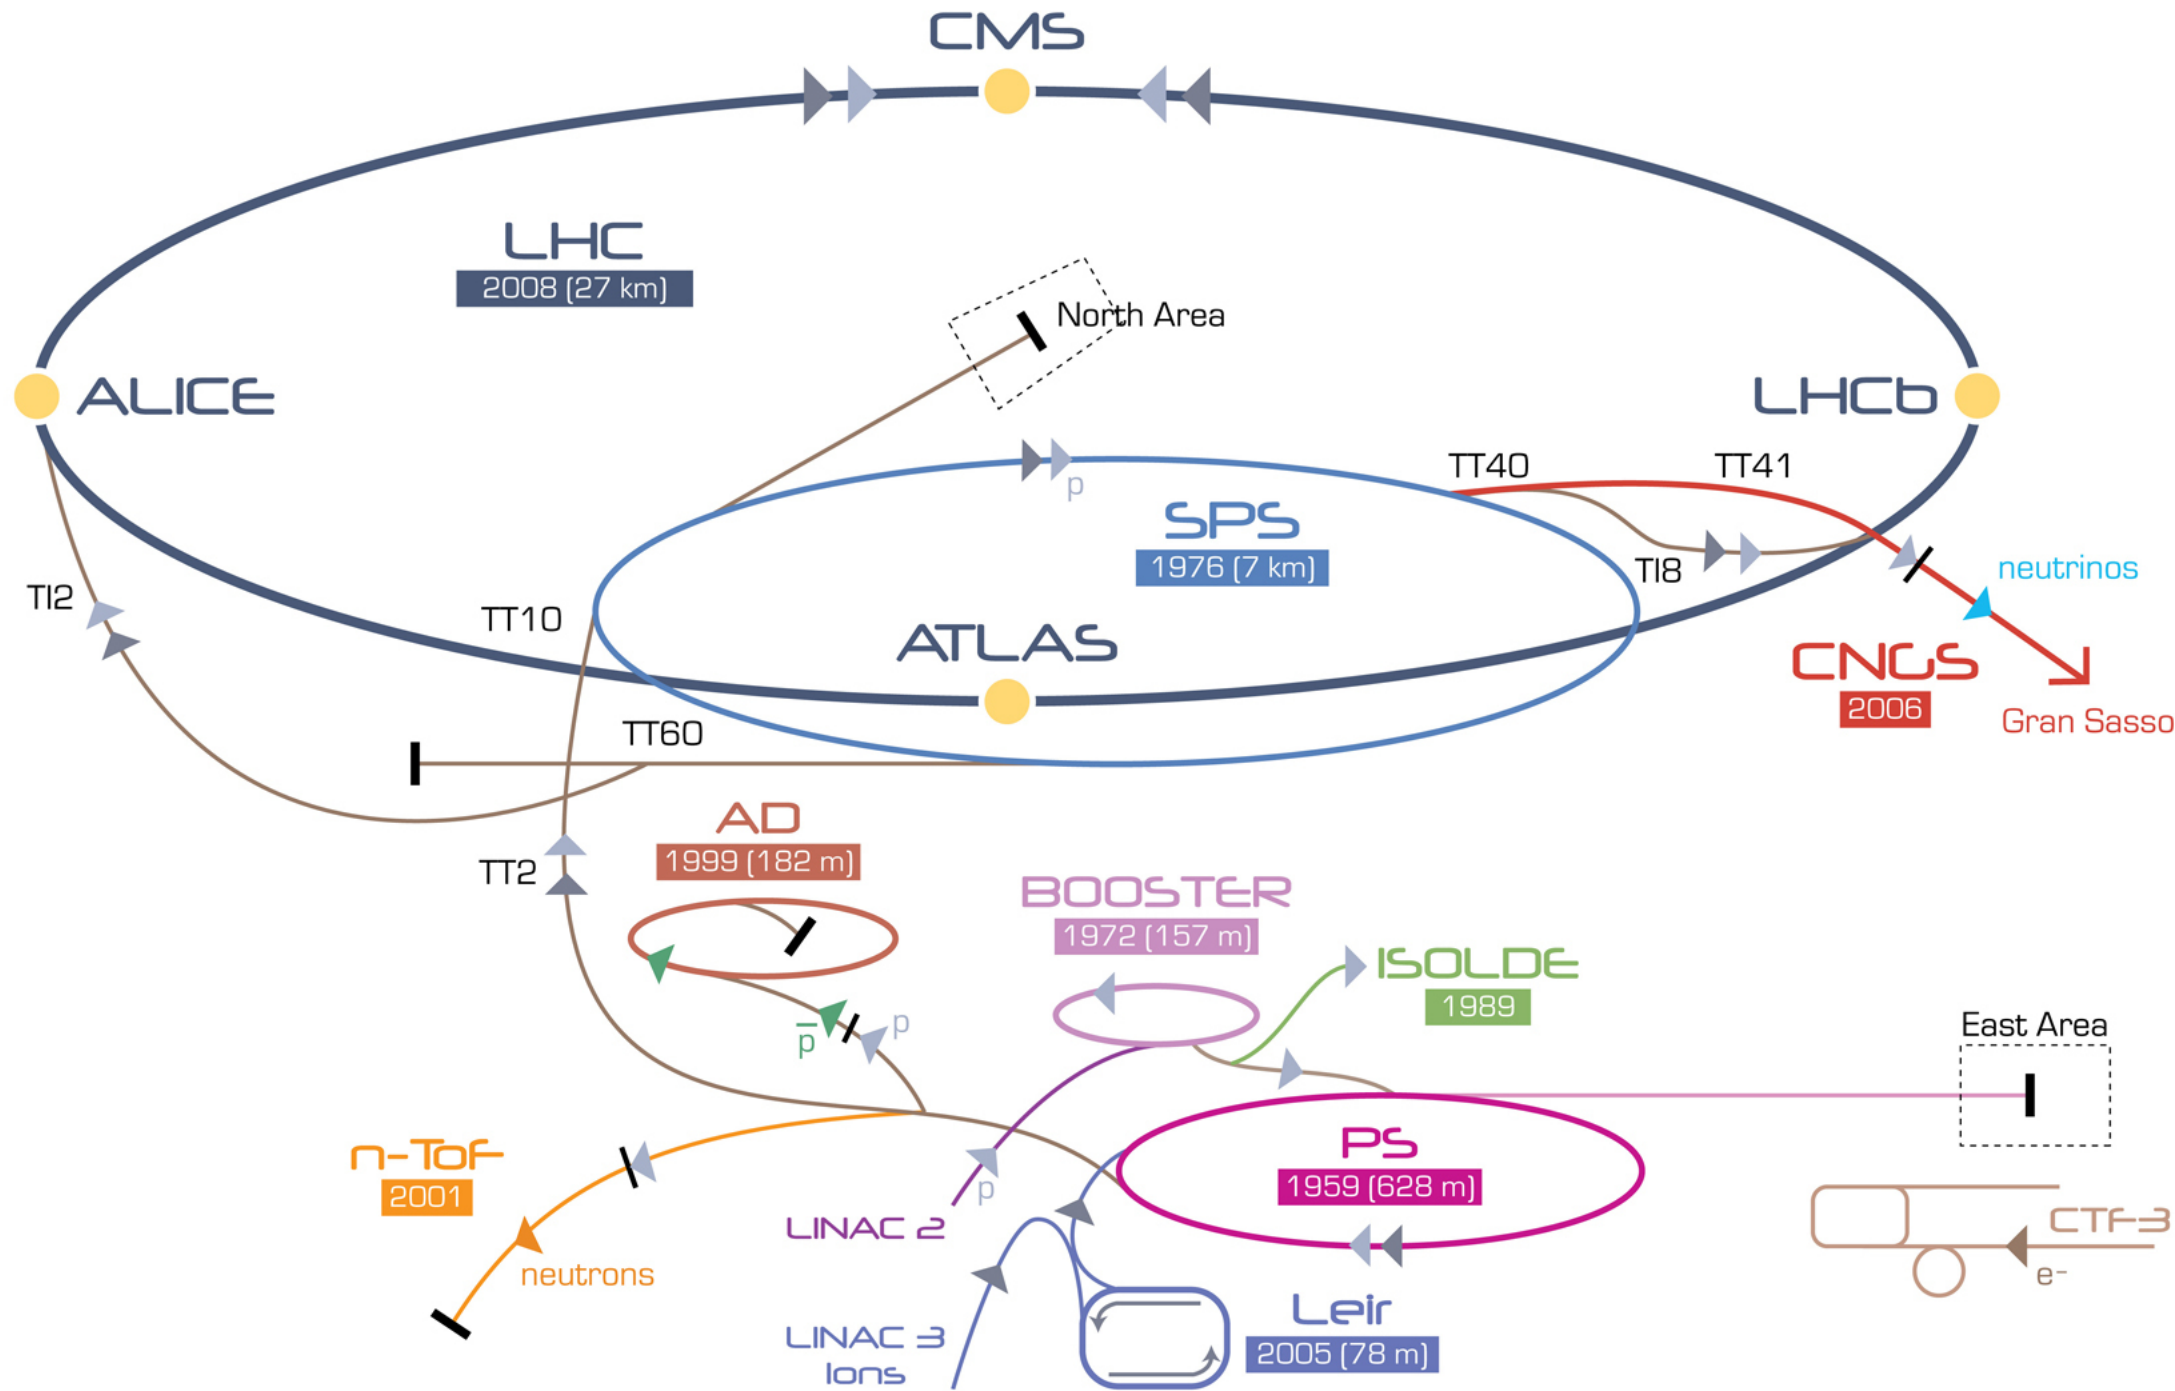 CMS
LHC
2008 (27 km)
North Area
ALICE
LHCb
TT40
TT41
p
SPS
1976 (7 km)
TI8
neutrinos
TI2
TT10
ATLAS
CNGS
2006
Gran Sasso
TT60
AD
1999 (182 m)
TT2
BOOSTER
1972 (157 m)
ISOLDE
1989
East Area
p
p̅
n-ToF
2001
PS
1959 (628 m)
p
LINAC 2
CTF-3
e⁻
neutrons
Leir
2005 (78 m)
LINAC 3
Ions